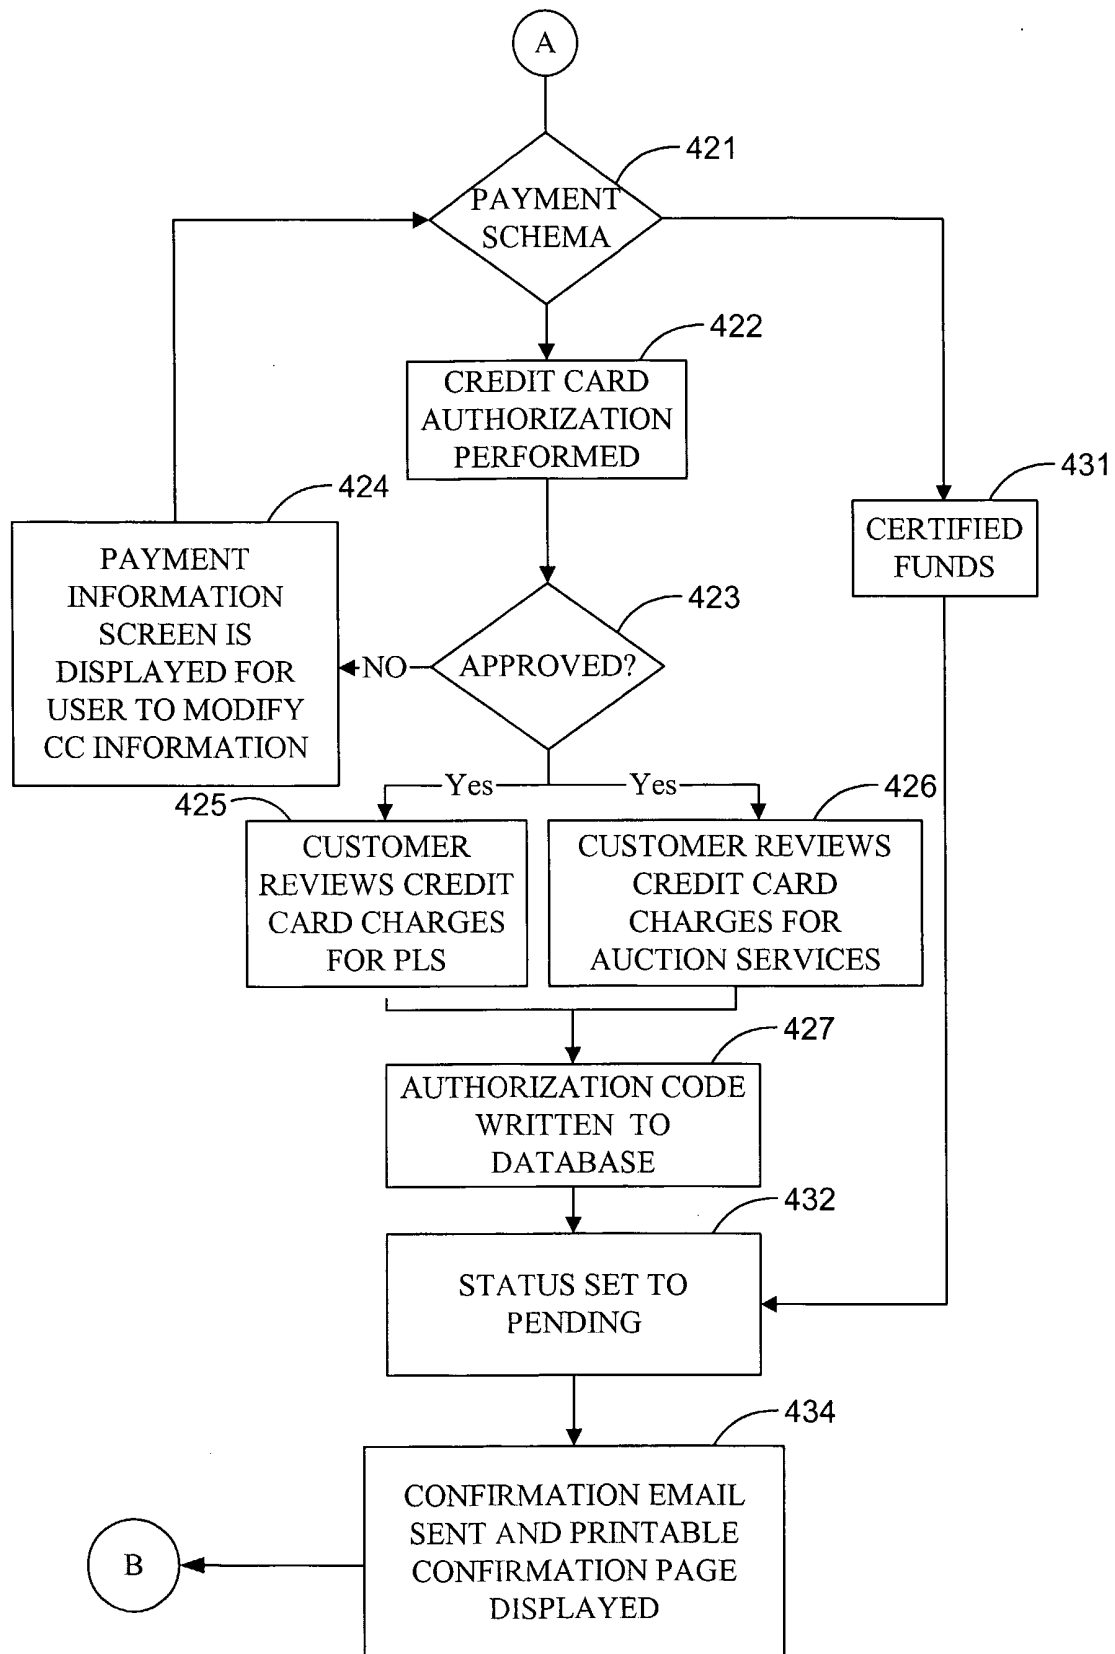 A
421
PAYMENT
SCHEMA
422
CREDIT CARD
AUTHORIZATION
PERFORMED
431
CERTIFIED
FUNDS
424
PAYMENT
INFORMATION
SCREEN IS
DISPLAYED FOR
USER TO MODIFY
CC INFORMATION
423
APPROVED?
NO
Yes
Yes
425
CUSTOMER
REVIEWS CREDIT
CARD CHARGES
FOR PLS
426
CUSTOMER REVIEWS
CREDIT CARD
CHARGES FOR
AUCTION SERVICES
427
AUTHORIZATION CODE
WRITTEN TO
DATABASE
432
STATUS SET TO
PENDING
434
CONFIRMATION EMAIL
SENT AND PRINTABLE
CONFIRMATION PAGE
DISPLAYED
B